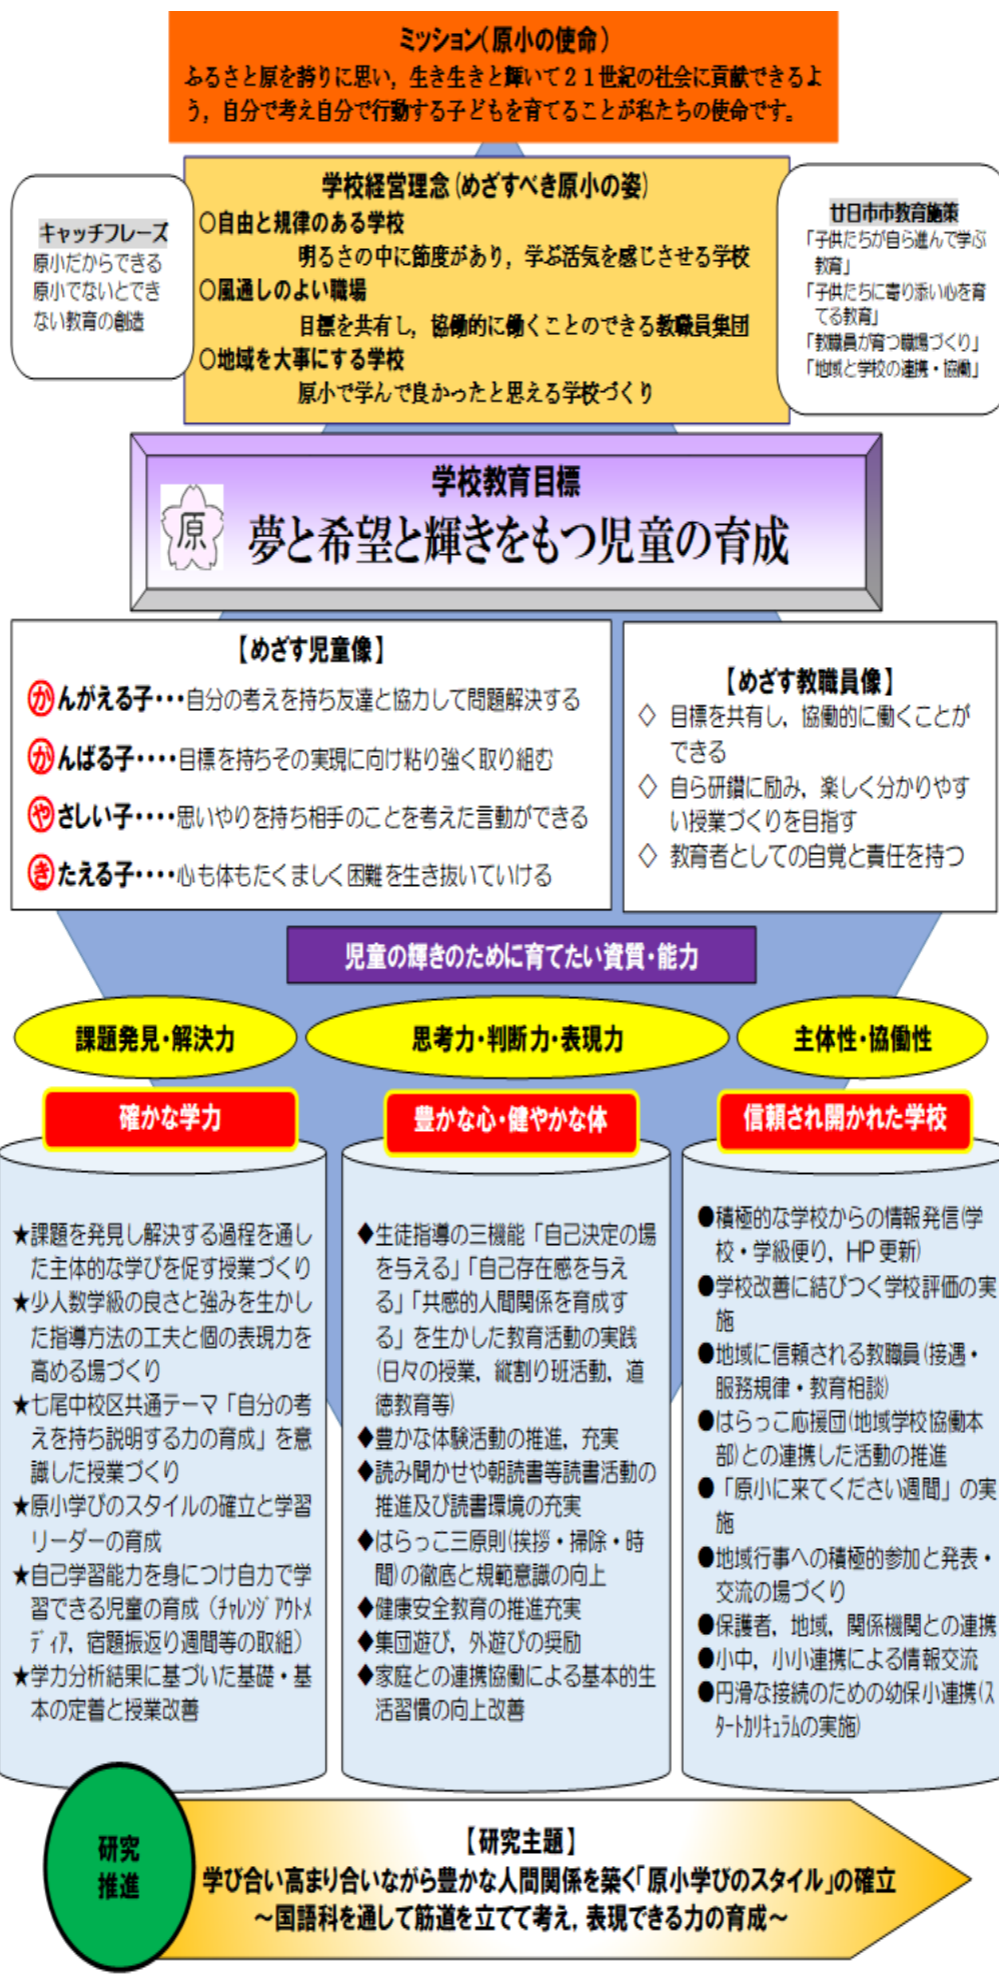 ミッション(原小の使命)
ふるさと原を誇りに思い，生き生きと輝いて２１世紀の社会に貢献できるよ
う，自分で考え自分で行動する子どもを育てることが私たちの使命です。
キャッチフレーズ
原小だからできる
原小でないとでき
ない教育の創造
学校経営理念(めざすべき原小の姿)
○自由と規律のある学校
明るさの中に節度があり，学ぶ活気を感じさせる学校
○風通しのよい職場
目標を共有し，協働的に働くことのできる教職員集団
○地域を大事にする学校
原小で学んで良かったと思える学校づくり
廿日市市教育施策
「子供たちが自ら進んで学ぶ
教育」
「子供たちに寄り添い心を育
てる教育」
「教職員が育つ職場づくり」
「地域と学校の連携・協働」
学校教育目標
原
夢と希望と輝きをもつ児童の育成
【めざす児童像】
かんがえる子・・・自分の考えを持ち友達と協力して問題解決する
がんばる子・・・・目標を持ちその実現に向け粘り強く取り組む
やさしい子・・・・思いやりを持ち相手のことを考えた言動ができる
きたえる子・・・・心も体もたくましく困難を生き抜いていける
【めざす教職員像】
◇ 目標を共有し，協働的に働くことが
できる
◇ 自ら研鑽に励み，楽しく分かりやす
い授業づくりを目指す
◇ 教育者としての自覚と責任を持つ
児童の輝きのために育てたい資質・能力
課題発見・解決力
思考力・判断力・表現力
主体性・協働性
確かな学力
★課題を発見し解決する過程を通し
た主体的な学びを促す授業づくり
★少人数学級の良さと強みを生かし
た指導方法の工夫と個の表現力を
高める場づくり
★七尾中校区共通テーマ「自分の考
えを持ち説明する力の育成」を意
識した授業づくり
★原小学びのスタイルの確立と学習
リーダーの育成
★自己学習能力を身につけ自力で学
習できる児童の育成（ﾁｬﾚﾝｼﾞｱｳﾄﾒ
ﾃﾞｨｱ，宿題振返り週間等の取組）
★学力分析結果に基づいた基礎・基
本の定着と授業改善
豊かな心・健やかな体
◆生徒指導の三機能「自己決定の場
を与える」「自己存在感を与え
る」「共感的人間関係を育成す
る」を生かした教育活動の実践
(日々の授業，縦割り班活動，道
徳教育等)
◆豊かな体験活動の推進，充実
◆読み聞かせや朝読書等読書活動の
推進及び読書環境の充実
◆はらっこ三原則(挨拶・掃除・時
間)の徹底と規範意識の向上
◆健康安全教育の推進充実
◆集団遊び，外遊びの奨励
◆家庭との連携協働による基本的生
活習慣の向上改善
信頼され開かれた学校
●積極的な学校からの情報発信(学
校・学級便り，HP更新)
●学校改善に結びつく学校評価の実
施
●地域に信頼される教職員(接遇・
服務規律・教育相談)
●はらっこ応援団(地域学校協働本
部)との連携した活動の推進
●「原小に来てください週間」の実
施
●地域行事への積極的参加と発表・
交流の場づくり
●保護者，地域，関係機関との連携
●小中，小小連携による情報交流
●円滑な接続のための幼保小連携(ｽ
ﾀｰﾄｶﾘｷｭﾗﾑの実施)
研究
推進
【研究主題】
学び合い高まり合いながら豊かな人間関係を築く「原小学びのスタイル」の確立
～国語科を通して筋道を立てて考え，表現できる力の育成～